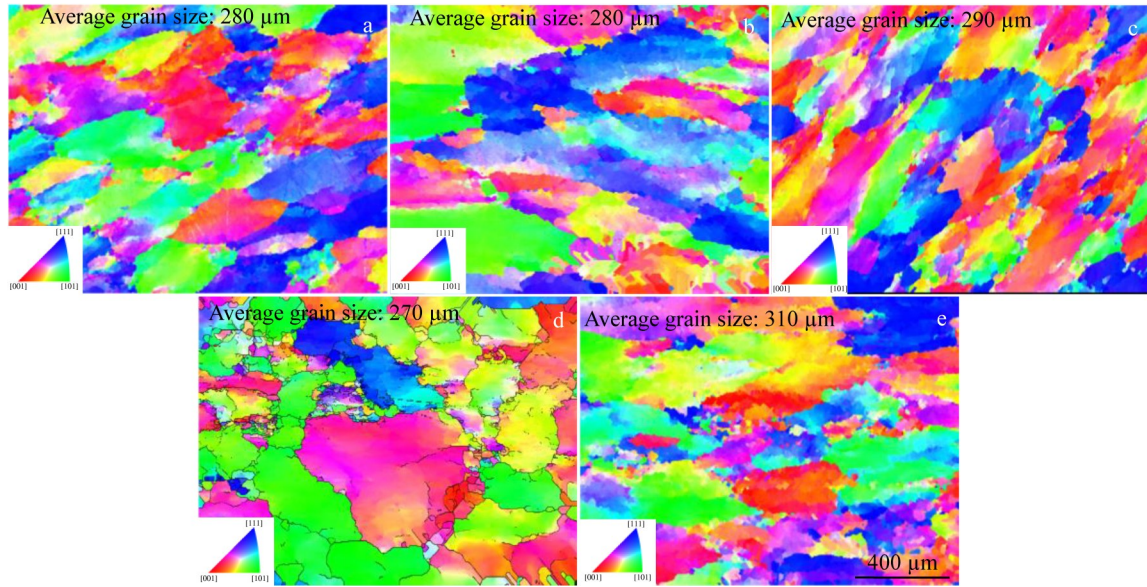 Average grain size: 280 µm
a
Average grain size: 280 µm
b
Average grain size: 290 µm
c
[111]
[001] [101]
[111]
[001] [101]
[111]
[001] [101]
Average grain size: 270 µm
d
Average grain size: 310 µm
e
[111]
[001] [101]
[111]
[001] [101]
400 µm